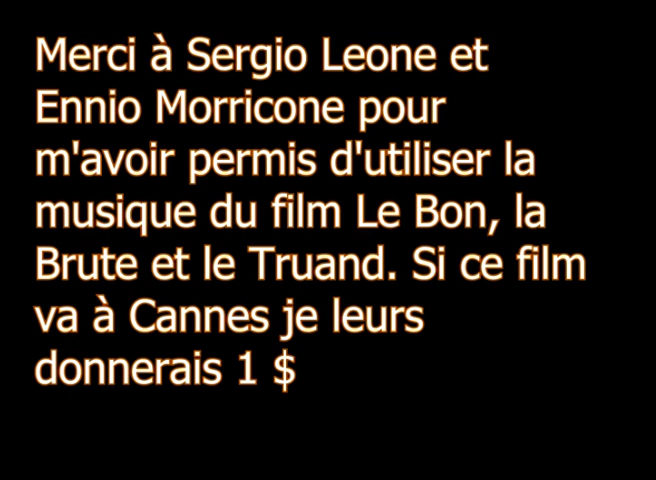 Merci à Sergio Leone et
Ennio Morricone pour
m'avoir permis d'utiliser la
musique du film Le Bon, la
Brute et le Truand. Si ce film
va à Cannes je leurs
donnerais 1 $